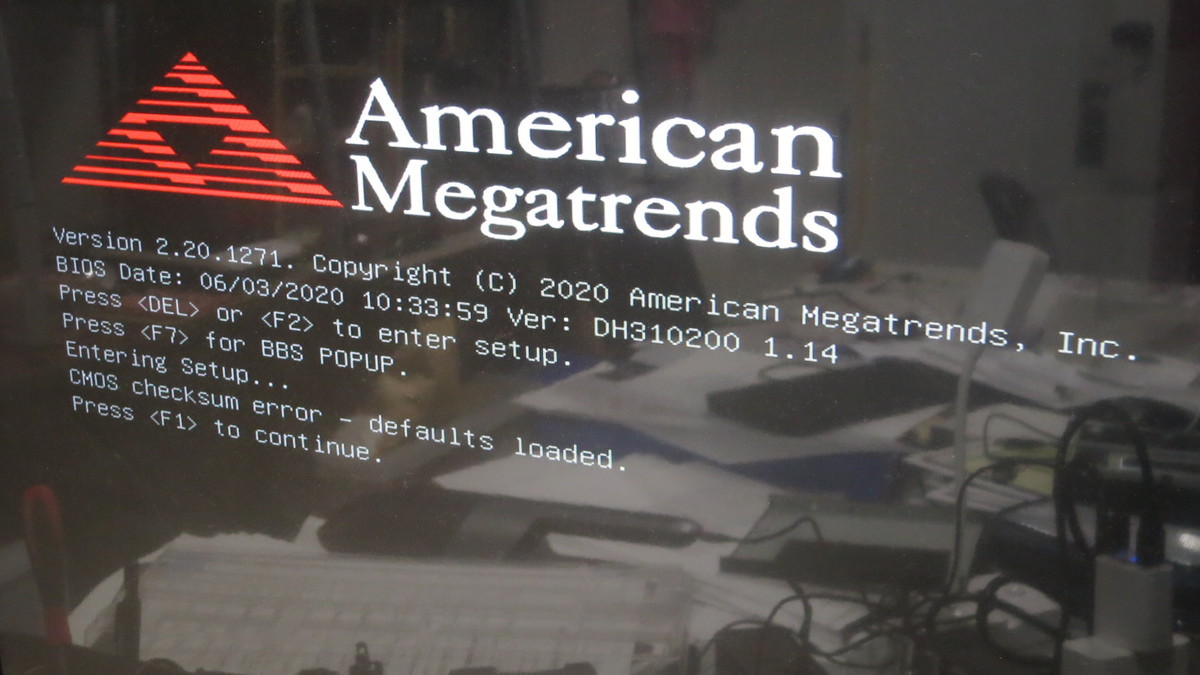 American
Megatrends
Version 2.20.1271. Copyright (C) 2020 American Megatrends, Inc.
BIOS Date: 06/03/2020 10:33:59 Ver: DH310200 1.14
Press <DEL> or <F2> to enter setup.
Press <F7> for BBS POPUP.
Entering Setup...
CMOS checksum error - defaults loaded.
Press <F1> to continue.